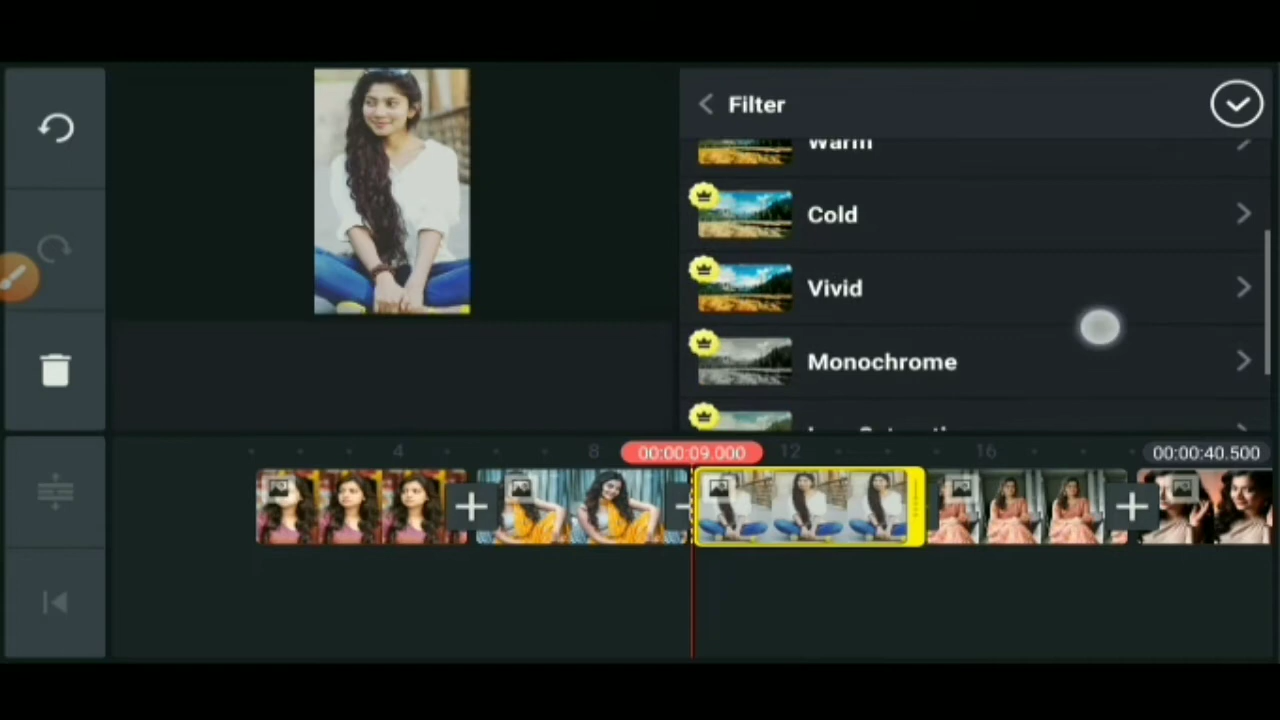 Filter
Warm
Cold
Vivid
Monochrome
4
8
00:00:09.000
12
16
00:00:40.500